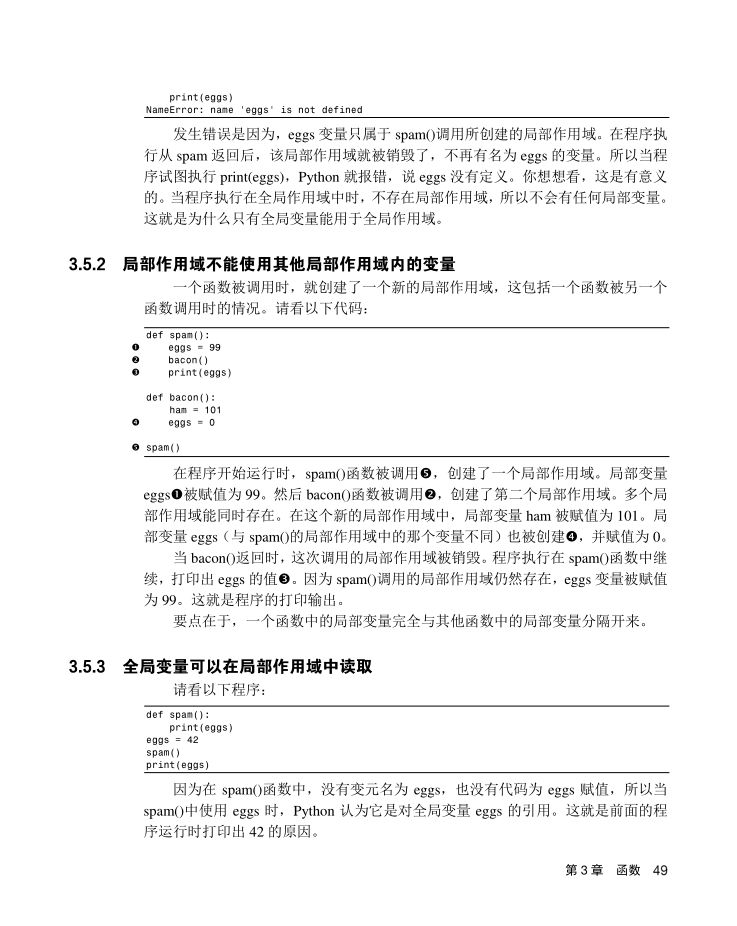 print(eggs)
NameError: name 'eggs' is not defined
发生错误是因为，eggs 变量只属于 spam()调用所创建的局部作用域。在程序执
行从 spam 返回后，该局部作用域就被销毁了，不再有名为 eggs 的变量。所以当程
序试图执行 print(eggs)，Python 就报错，说 eggs 没有定义。你想想看，这是有意义
的。当程序执行在全局作用域中时，不存在局部作用域，所以不会有任何局部变量。
这就是为什么只有全局变量能用于全局作用域。
3.5.2 局部作用域不能使用其他局部作用域内的变量
一个函数被调用时，就创建了一个新的局部作用域，这包括一个函数被另一个
函数调用时的情况。请看以下代码：
def spam():
❶ eggs = 99
❷ bacon()
❸ print(eggs)
def bacon():
    ham = 101
❹ eggs = 0
❺ spam()
在程序开始运行时，spam()函数被调用❺，创建了一个局部作用域。局部变量
eggs❶被赋值为 99。然后 bacon()函数被调用❷，创建了第二个局部作用域。多个局
部作用域能同时存在。在这个新的局部作用域中，局部变量 ham 被赋值为 101。局
部变量 eggs（与 spam()的局部作用域中的那个变量不同）也被创建❹，并赋值为 0。
当 bacon()返回时，这次调用的局部作用域被销毁。程序执行在 spam()函数中继
续，打印出 eggs 的值❸。因为 spam()调用的局部作用域仍然存在，eggs 变量被赋值
为 99。这就是程序的打印输出。
要点在于，一个函数中的局部变量完全与其他函数中的局部变量分隔开来。
3.5.3 全局变量可以在局部作用域中读取
请看以下程序：
def spam():
    print(eggs)
eggs = 42
spam()
print(eggs)
因为在 spam()函数中，没有变元名为 eggs，也没有代码为 eggs 赋值，所以当
spam()中使用 eggs 时，Python 认为它是对全局变量 eggs 的引用。这就是前面的程
序运行时打印出 42 的原因。
第 3 章 函数 49